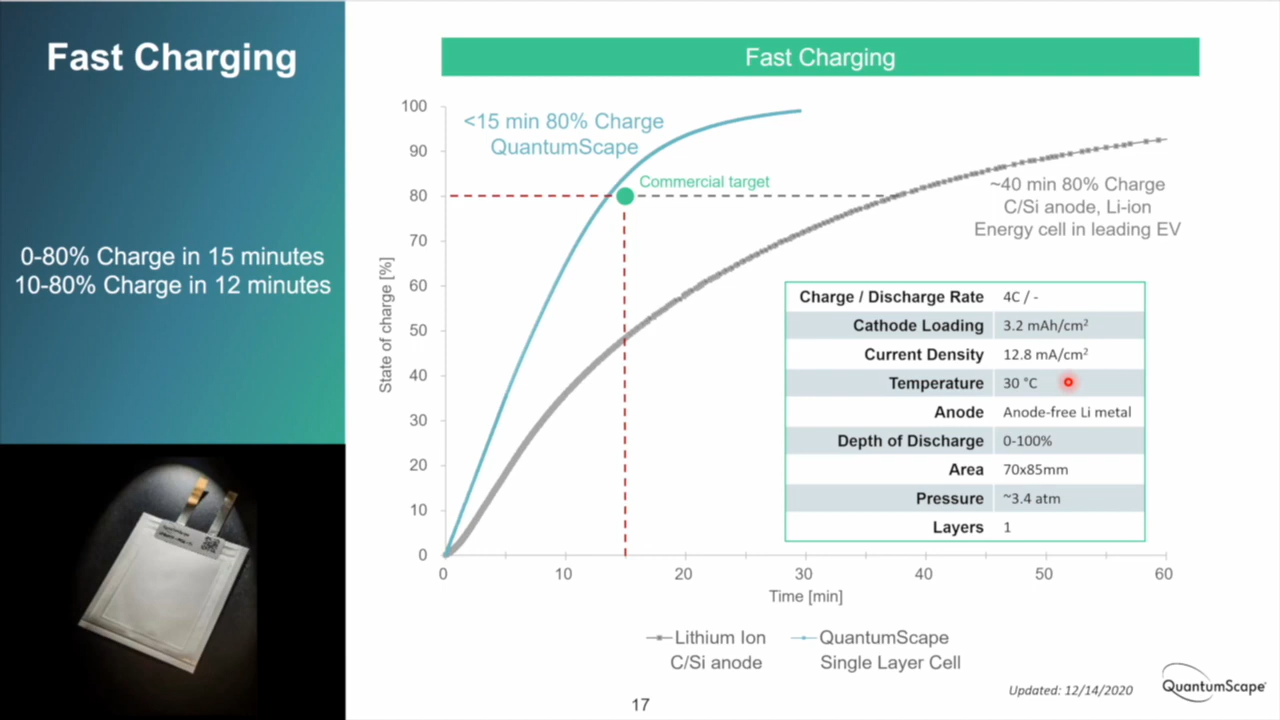 Fast Charging
0-80% Charge in 15 minutes
10-80% Charge in 12 minutes
Fast Charging
<15 min 80% Charge
QuantumScape
Commercial target
~40 min 80% Charge
C/Si anode, Li-ion
Energy cell in leading EV
State of charge [%]
100
90
80
70
60
50
40
30
20
10
0
0 10 20 30 40 50 60
Time [min]
Charge / Discharge Rate 4C / -
Cathode Loading 3.2 mAh/cm²
Current Density 12.8 mA/cm²
Temperature 30 °C
Anode Anode-free Li metal
Depth of Discharge 0-100%
Area 70x85mm
Pressure ~3.4 atm
Layers 1
Lithium Ion QuantumScape
C/Si anode Single Layer Cell
Updated: 12/14/2020
17
QuantumScape